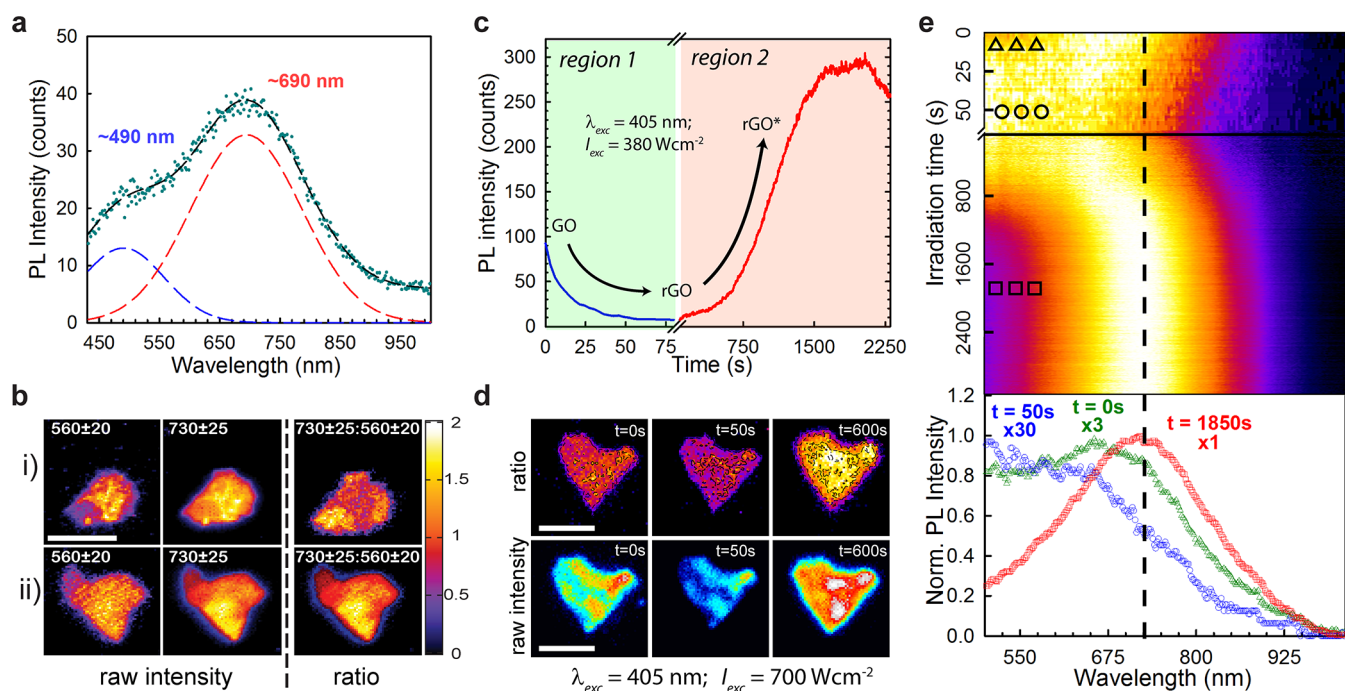 a
50
40
30
20
10
0
PL Intensity (counts)
~690 nm
~490 nm
450 550 650 750 850 950
Wavelength (nm)
b
i)
560±20
730±25
730±25:560±20
ii)
560±20
730±25
730±25:560±20
2
1.5
1
0.5
0
raw intensity
ratio
c
300
250
200
150
100
50
0
PL intensity (counts)
region 1
region 2
λexc = 405 nm;
Iexc = 380 Wcm-2
GO
rGO
rGO*
0 25 50 75 750 1500 2250
Time (s)
d
ratio
t=0s
t=50s
t=600s
raw intensity
t=0s
t=50s
t=600s
λexc = 405 nm; Iexc = 700 Wcm-2
e
0
25
50
800
1600
2400
Irradiation time (s)
1.2
1.0
0.8
0.6
0.4
0.2
0.0
Norm. PL Intensity
t = 50s
x30
t = 0s
x3
t = 1850s
x1
550 675 800 925
Wavelength (nm)